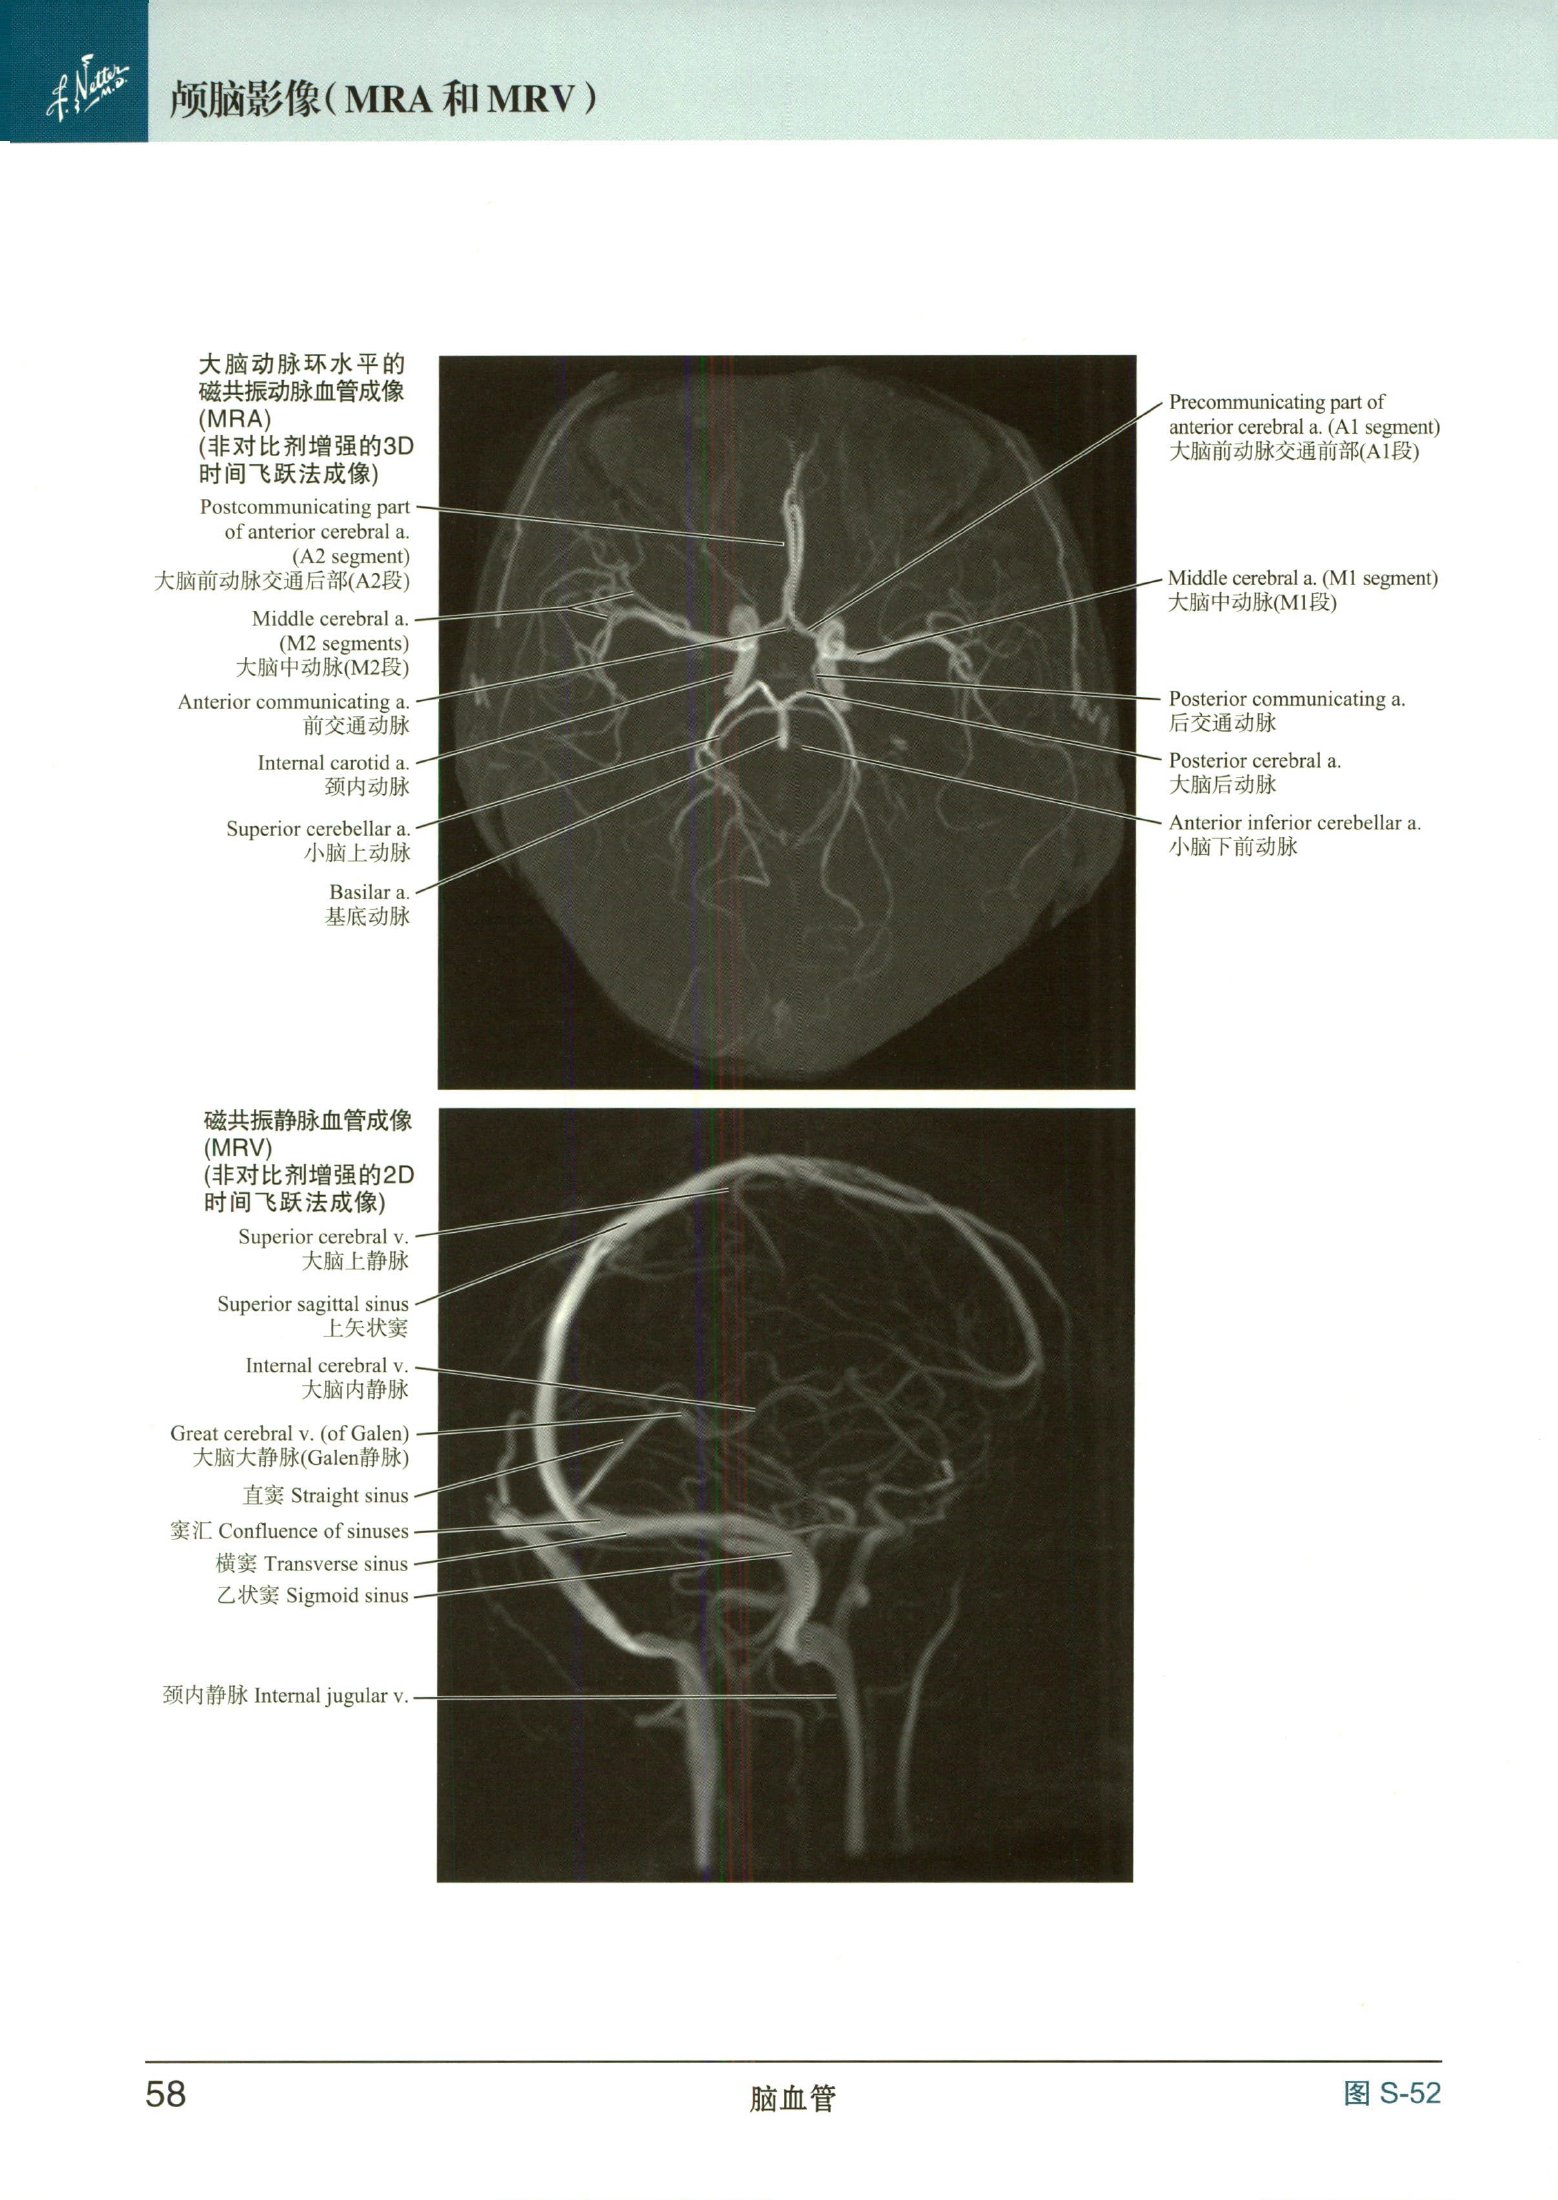 F. Netter M.D.
颅脑影像(MRA 和 MRV)
大脑动脉环水平的
磁共振动脉血管成像
(MRA)
(非对比剂增强的3D
时间飞跃法成像)
Postcommunicating part
of anterior cerebral a.
(A2 segment)
大脑前动脉交通后部(A2段)
Middle cerebral a.
(M2 segments)
大脑中动脉(M2段)
Anterior communicating a.
前交通动脉
Internal carotid a.
颈内动脉
Superior cerebellar a.
小脑上动脉
Basilar a.
基底动脉
Precommunicating part of
anterior cerebral a. (A1 segment)
大脑前动脉交通前部(A1段)
Middle cerebral a. (M1 segment)
大脑中动脉(M1段)
Posterior communicating a.
后交通动脉
Posterior cerebral a.
大脑后动脉
Anterior inferior cerebellar a.
小脑下前动脉
磁共振静脉血管成像
(MRV)
(非对比剂增强的2D
时间飞跃法成像)
Superior cerebral v.
大脑上静脉
Superior sagittal sinus
上矢状窦
Internal cerebral v.
大脑内静脉
Great cerebral v. (of Galen)
大脑大静脉(Galen静脉)
直窦 Straight sinus
窦汇 Confluence of sinuses
横窦 Transverse sinus
乙状窦 Sigmoid sinus
颈内静脉 Internal jugular v.
58
脑血管
图 S-52